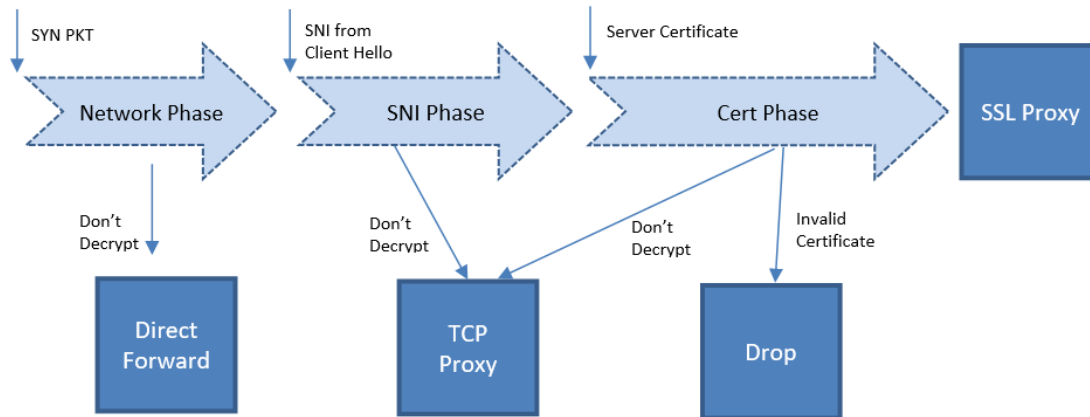 SYN PKT
SNI from
Client Hello
Server Certificate
Network Phase
SNI Phase
Cert Phase
SSL Proxy
Don’t
Decrypt
Don’t
Decrypt
Don’t
Decrypt
Invalid
Certificate
Direct
Forward
TCP
Proxy
Drop